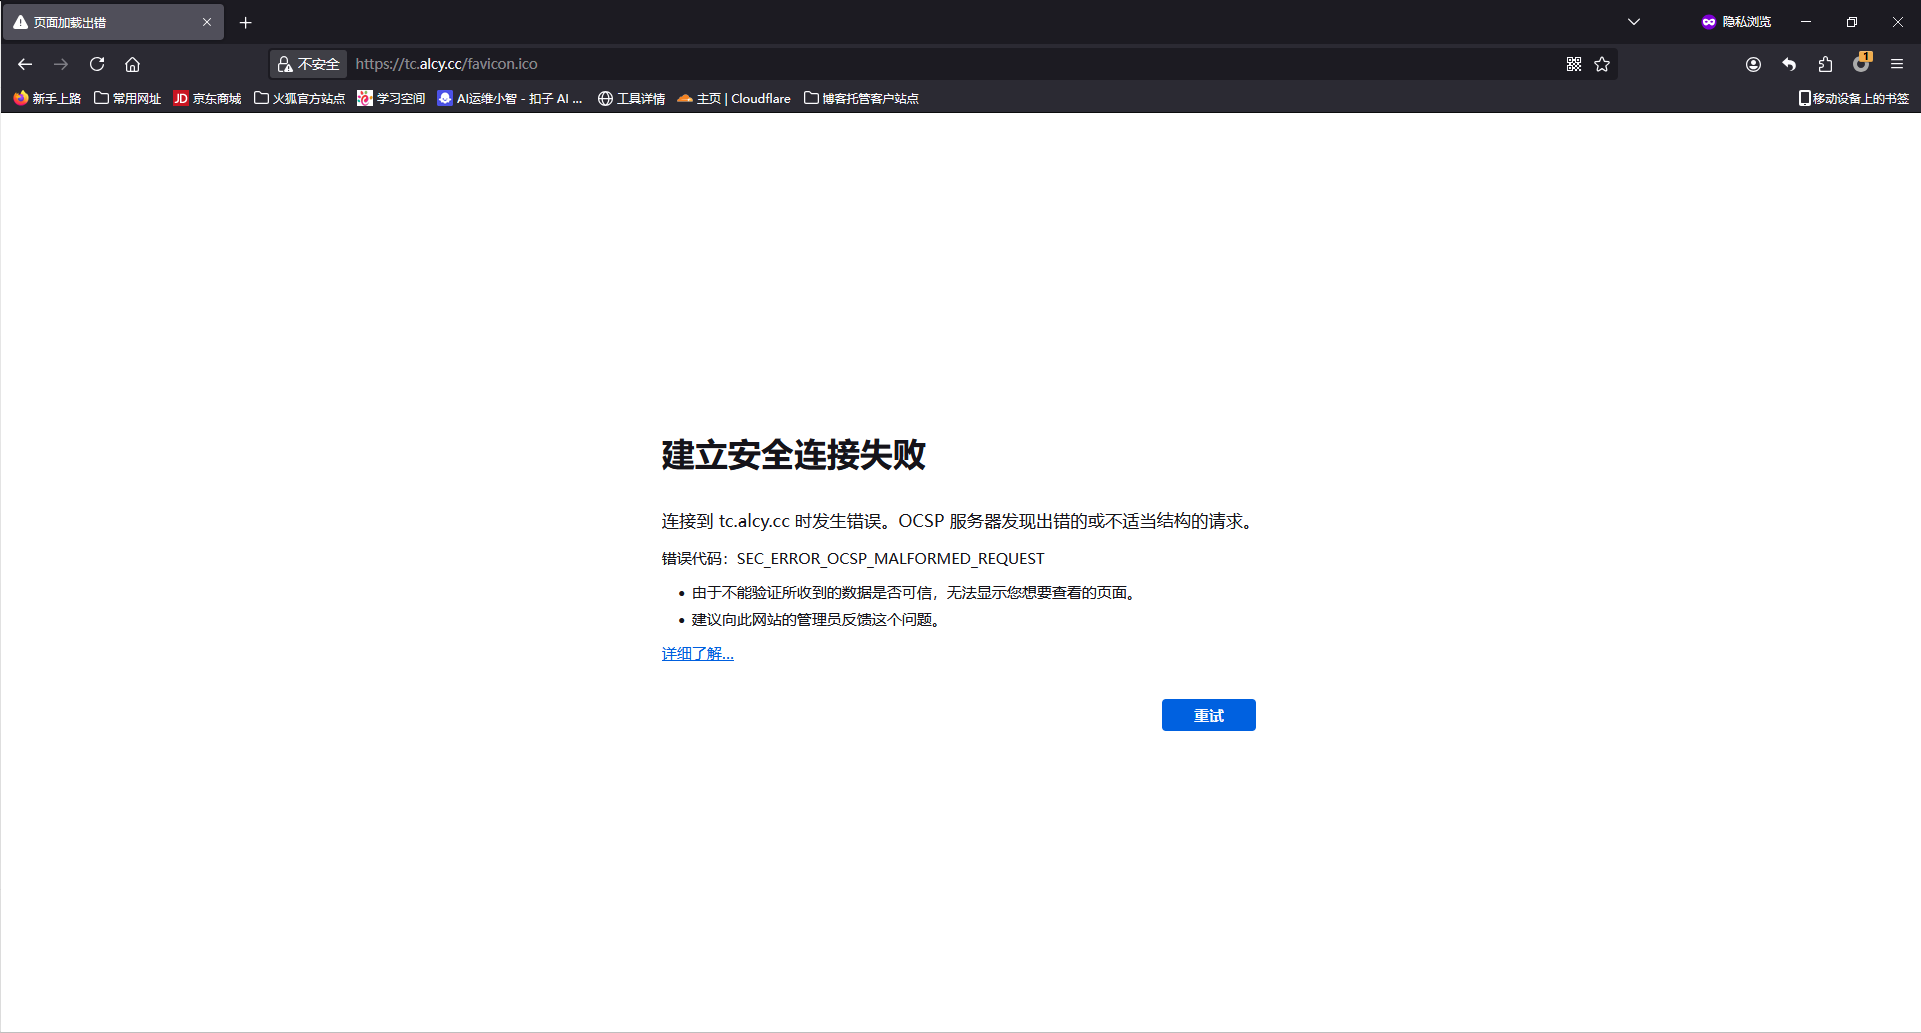 页面加载出错
隐私浏览
不安全 https://tc.alcy.cc/favicon.ico
1
新手上路 常用网址 JD 京东商城 火狐官方站点 学习空间 AI运维小智 - 扣子 AI ... 工具详情 主页 | Cloudflare 博客托管客户站点 移动设备上的书签
建立安全连接失败
连接到 tc.alcy.cc 时发生错误。OCSP 服务器发现出错的或不适当结构的请求。
错误代码：SEC_ERROR_OCSP_MALFORMED_REQUEST
• 由于不能验证所收到的数据是否可信，无法显示您想要查看的页面。
• 建议向此网站的管理员反馈这个问题。
详细了解...
重试